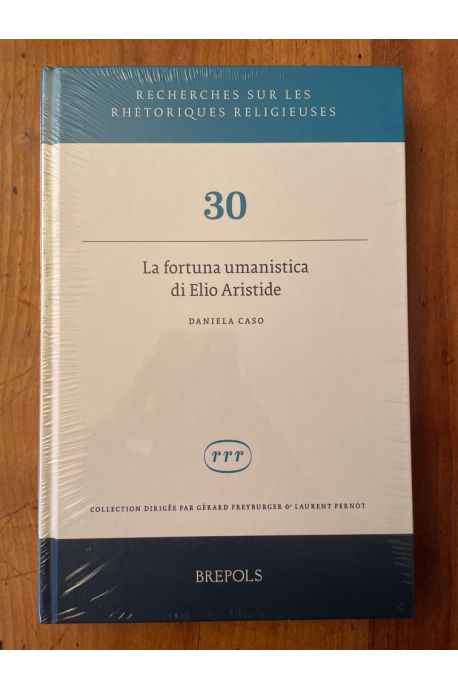 RECHERCHES SUR LES
RHÉTORIQUES RELIGIEUSES
30
La fortuna umanistica
di Elio Aristide
DANIELA CASO
rrr
COLLECTION DIRIGÉE PAR GÉRARD FREYBURGER & LAURENT PERNOT
BREPOLS